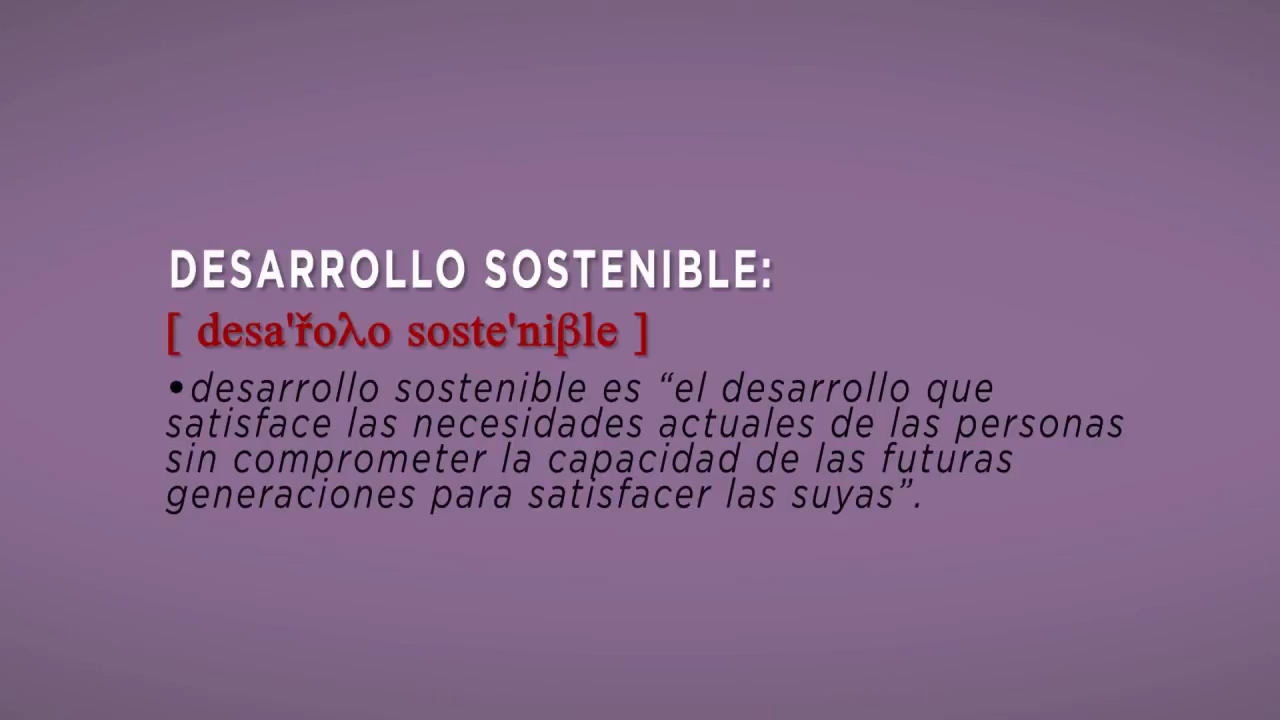 DESARROLLO SOSTENIBLE:
[ desa'řoλo soste'niβle ]
•desarrollo sostenible es “el desarrollo que
satisface las necesidades actuales de las personas
sin comprometer la capacidad de las futuras
generaciones para satisfacer las suyas”.